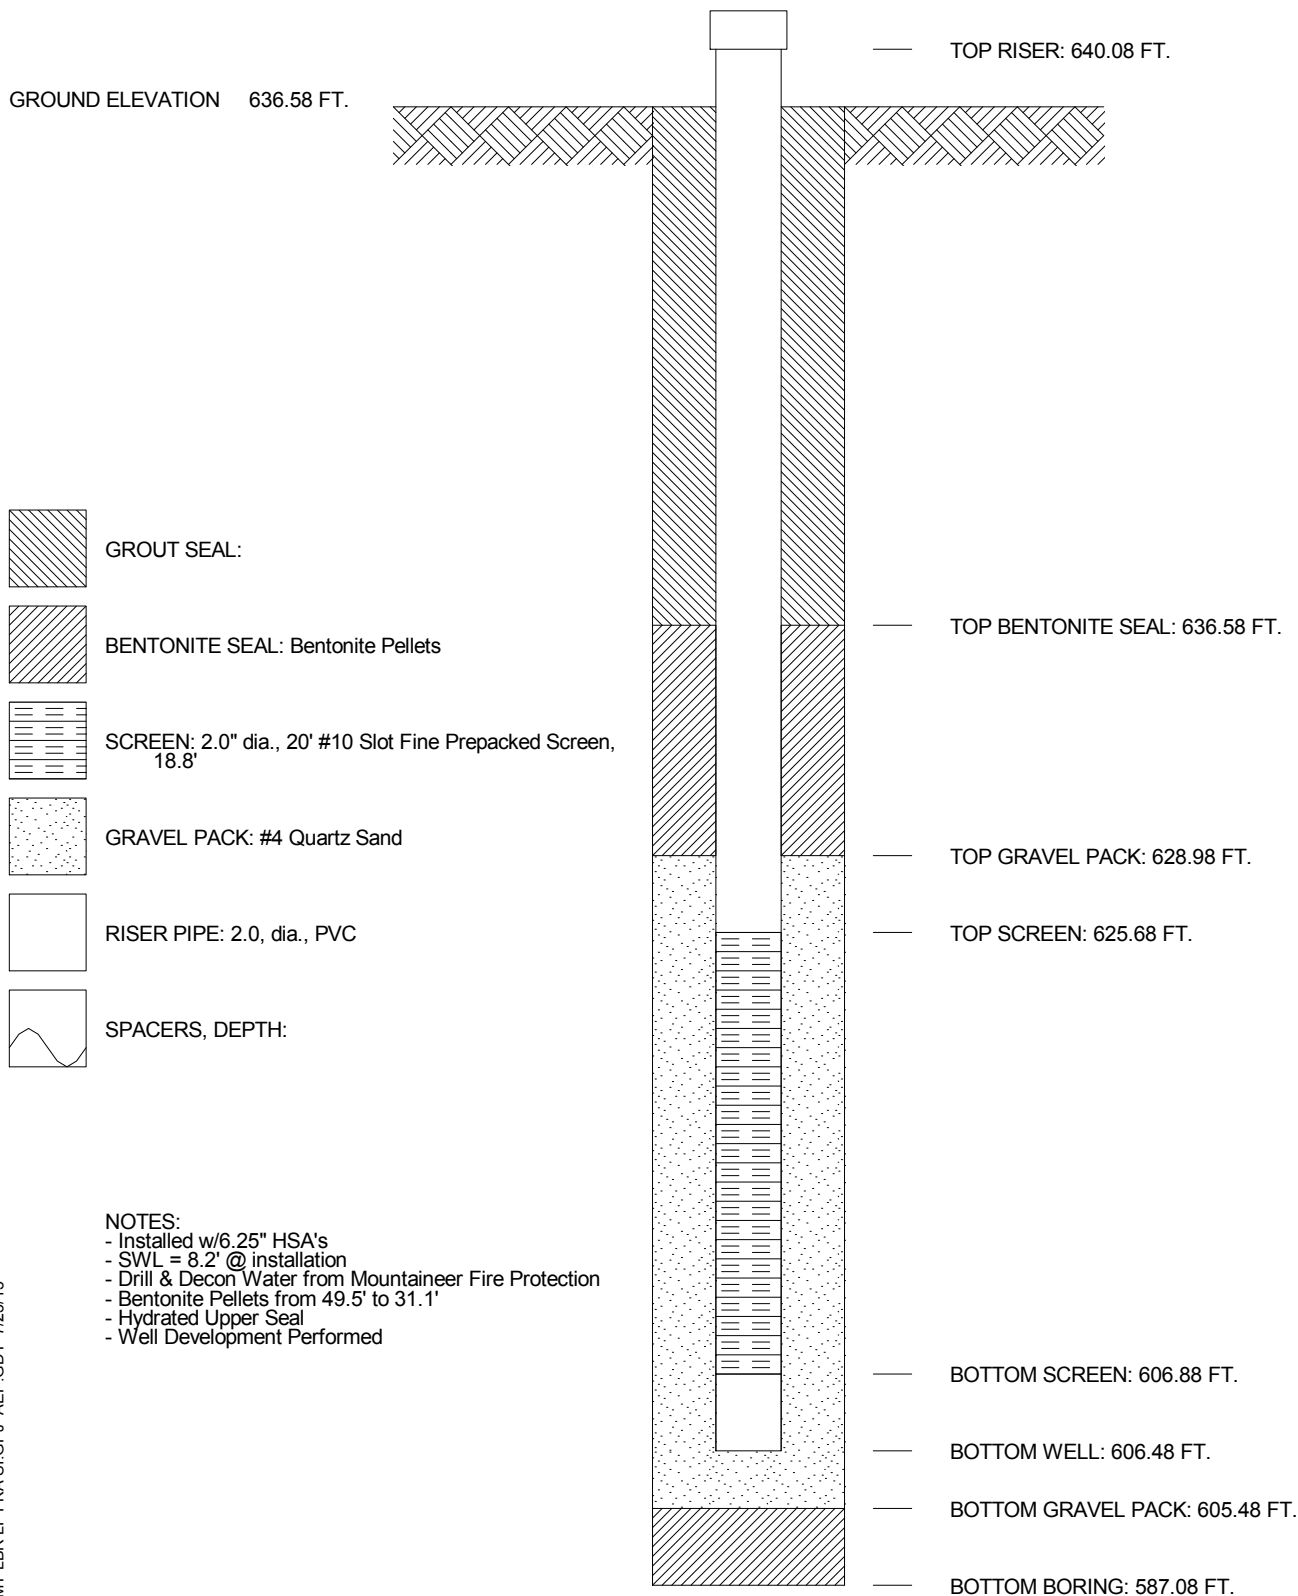 TOP RISER: 640.08 FT.
GROUND ELEVATION 636.58 FT.
GROUT SEAL:
TOP BENTONITE SEAL: 636.58 FT.
BENTONITE SEAL: Bentonite Pellets
SCREEN: 2.0" dia., 20' #10 Slot Fine Prepacked Screen,
18.8'
GRAVEL PACK: #4 Quartz Sand
TOP GRAVEL PACK: 628.98 FT.
RISER PIPE: 2.0, dia., PVC
TOP SCREEN: 625.68 FT.
SPACERS, DEPTH:
NOTES:
- Installed w/6.25" HSA's
- SWL = 8.2' @ installation
- Drill & Decon Water from Mountaineer Fire Protection
- Bentonite Pellets from 49.5' to 31.1'
- Hydrated Upper Seal
- Well Development Performed
BOTTOM SCREEN: 606.88 FT.
BOTTOM WELL: 606.48 FT.
BOTTOM GRAVEL PACK: 605.48 FT.
BOTTOM BORING: 587.08 FT.